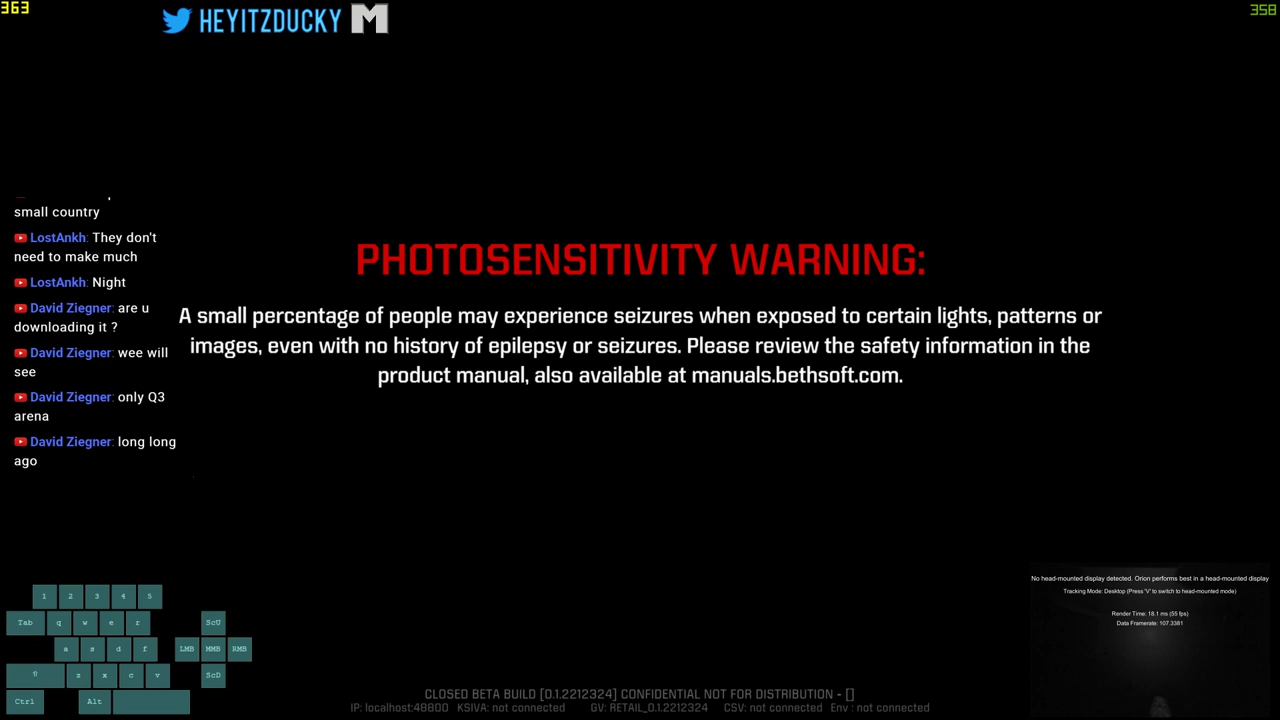 363
HEYITZDUCKY M
358
small country
LostAnkh: They don't
need to make much
LostAnkh: Night
David Ziegner: are u
downloading it ?
David Ziegner: wee will
see
David Ziegner: only Q3
arena
David Ziegner: long long
ago
PHOTOSENSITIVITY WARNING:
A small percentage of people may experience seizures when exposed to certain lights, patterns or
images, even with no history of epilepsy or seizures. Please review the safety information in the
product manual, also available at manuals.bethsoft.com.
1 2 3 4 5
Tab q w e r ScU
a s d f LMB MMB RMB
⇧ z x c v ScD
Ctrl Alt
No head-mounted display detected. Orion performs best in a head-mounted display
Tracking Mode: Desktop (Press 'V' to switch to head-mounted mode)
Render Time: 18.1 ms (55 fps)
Data Framerate: 107.3381
CLOSED BETA BUILD [0.1.2212324] CONFIDENTIAL NOT FOR DISTRIBUTION - []
IP: localhost:48800 KSIVA: not connected GV: RETAIL_0.1.2212324 CSV: not connected Env : not connected